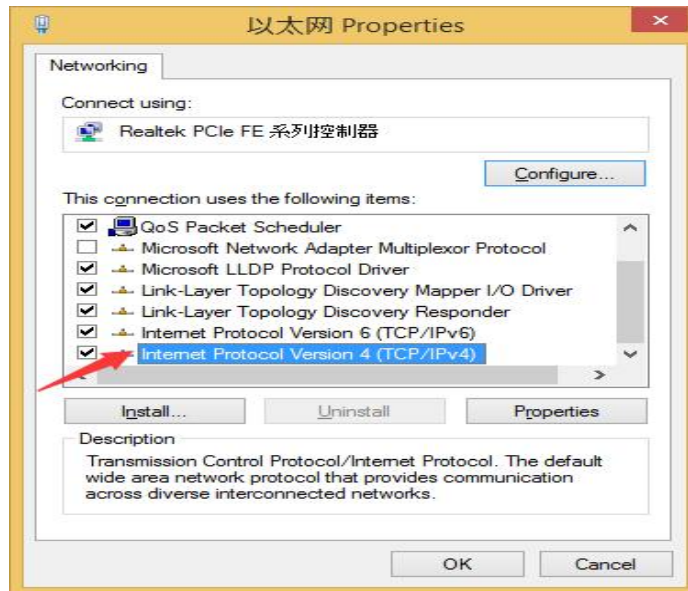 以太网 Properties
Networking
Connect using:
Realtek PCIe FE 系列控制器
Configure...
This connection uses the following items:
QoS Packet Scheduler
Microsoft Network Adapter Multiplexor Protocol
Microsoft LLDP Protocol Driver
Link-Layer Topology Discovery Mapper I/O Driver
Link-Layer Topology Discovery Responder
Internet Protocol Version 6 (TCP/IPv6)
Internet Protocol Version 4 (TCP/IPv4)
Install... Uninstall Properties
Description
Transmission Control Protocol/Internet Protocol. The default
wide area network protocol that provides communication
across diverse interconnected networks.
OK Cancel